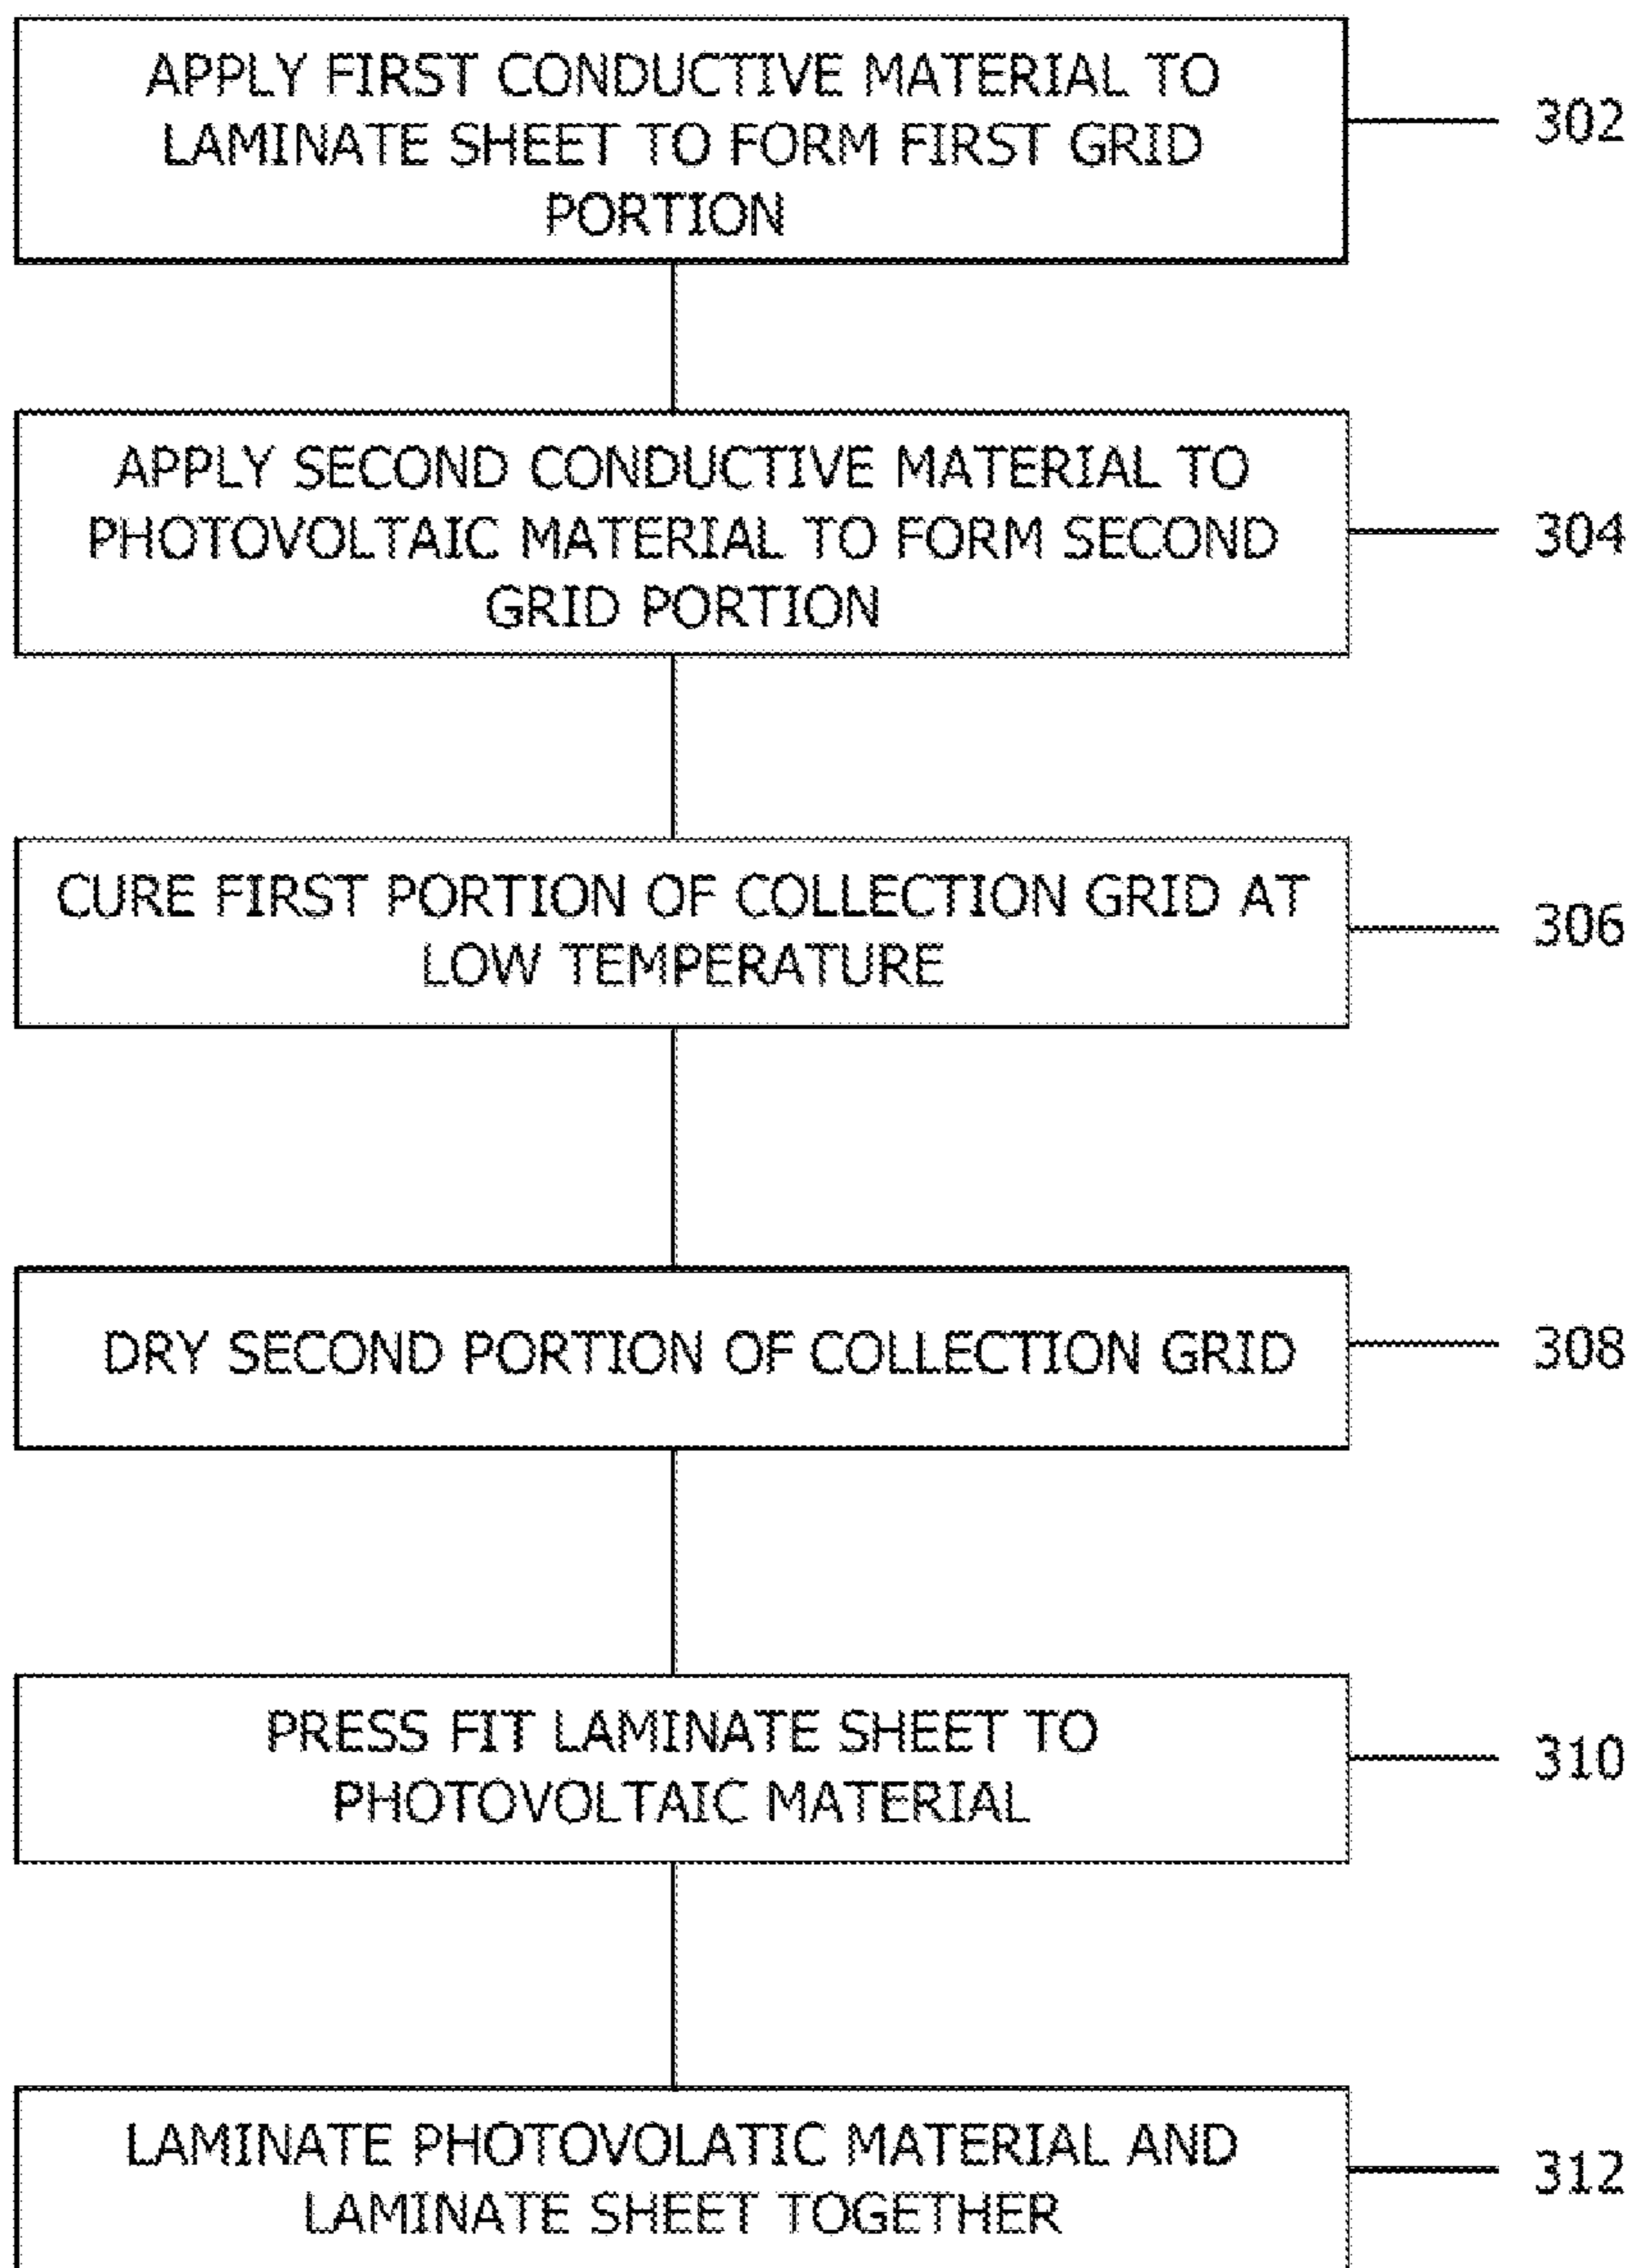 APPLY FIRST CONDUCTIVE MATERIAL TO
LAMINATE SHEET TO FORM FIRST GRID
PORTION
302
APPLY SECOND CONDUCTIVE MATERIAL TO
PHOTOVOLTAIC MATERIAL TO FORM SECOND
GRID PORTION
304
CURE FIRST PORTION OF COLLECTION GRID AT
LOW TEMPERATURE
306
DRY SECOND PORTION OF COLLECTION GRID
308
PRESS FIT LAMINATE SHEET TO
PHOTOVOLTAIC MATERIAL
310
LAMINATE PHOTOVOLATIC MATERIAL AND
LAMINATE SHEET TOGETHER
312